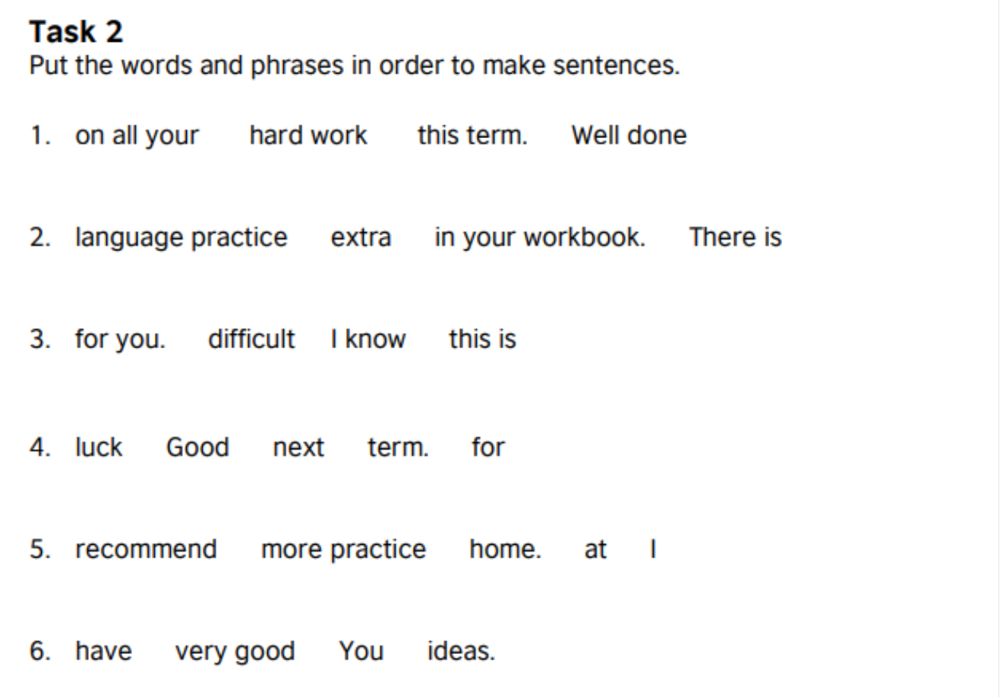 Task 2
Put the words and phrases in order to make sentences.
1. on all your hard work this term. Well done
2. language practice extra in your workbook. There is
3. for you. difficult I know this is
4. luck Good next term. for
5. recommend more practice home. at I
6. have very good You ideas.